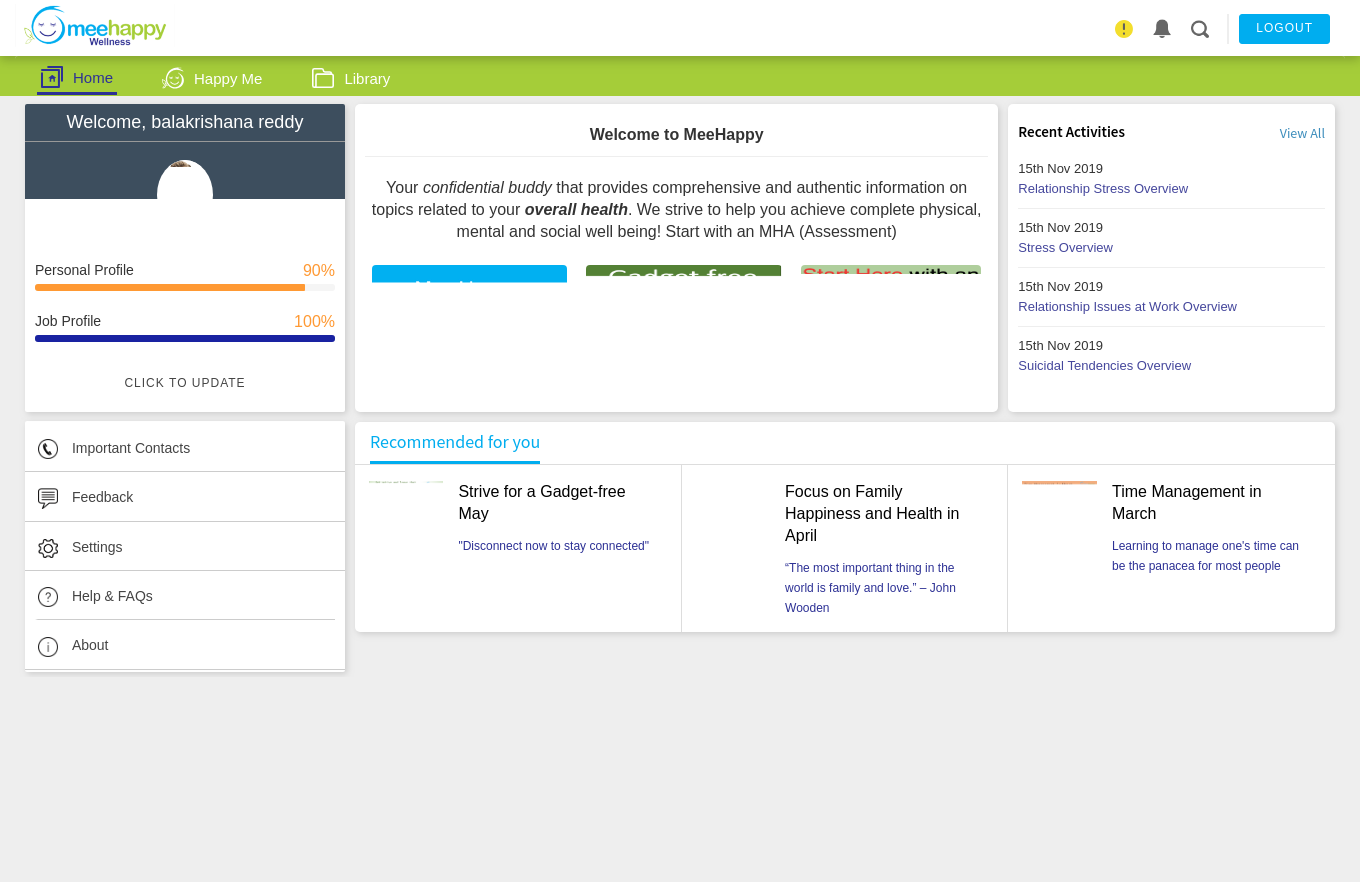 meehappy
Wellness
LOGOUT
Home
Happy Me
Library
Welcome, balakrishana reddy
Personal Profile 90%
Job Profile 100%
CLICK TO UPDATE
Important Contacts
Feedback
Settings
Help & FAQs
About
Welcome to MeeHappy
Your confidential buddy that provides comprehensive and authentic information on
topics related to your overall health. We strive to help you achieve complete physical,
mental and social well being! Start with an MHA (Assessment)
Gadget-free
Start Here with an
Recent Activities
View All
15th Nov 2019
Relationship Stress Overview
15th Nov 2019
Stress Overview
15th Nov 2019
Relationship Issues at Work Overview
15th Nov 2019
Suicidal Tendencies Overview
Recommended for you
Strive for a Gadget-free
May
"Disconnect now to stay connected"
Focus on Family
Happiness and Health in
April
“The most important thing in the
world is family and love.” – John
Wooden
Time Management in
March
Learning to manage one's time can
be the panacea for most people